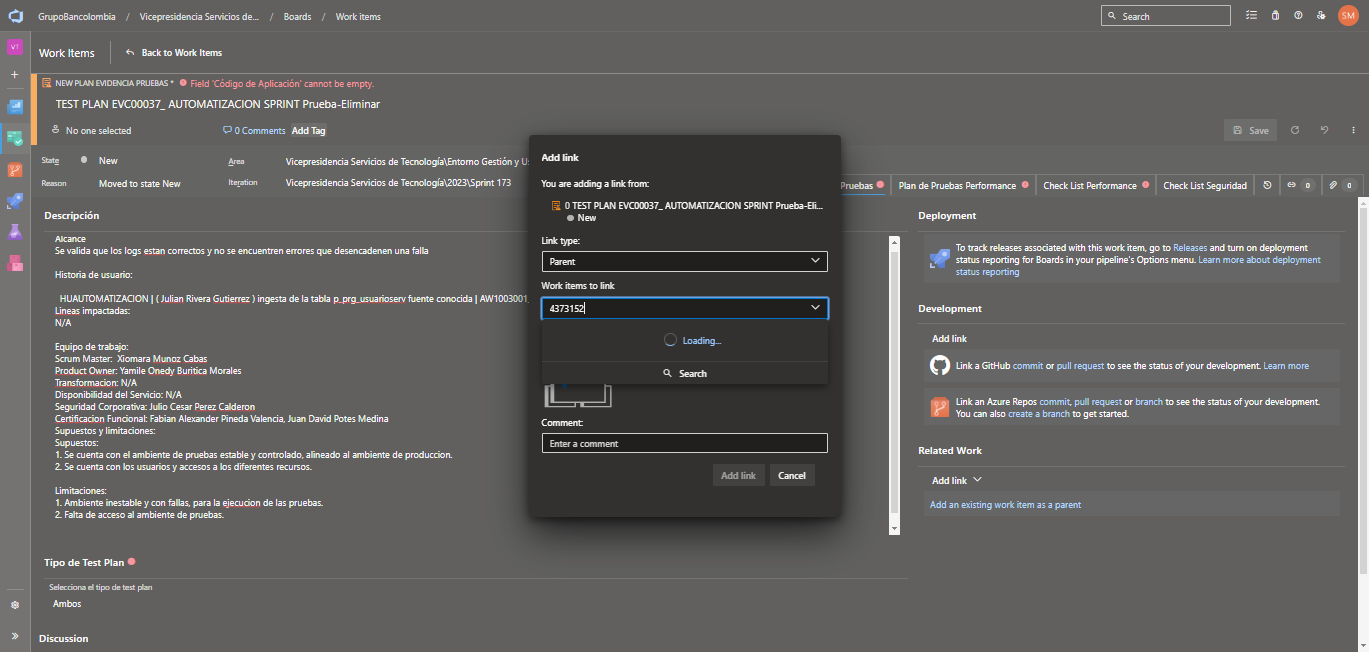 GrupoBancolombia / Vicepresidencia Servicios de... / Boards / Work items
Search
SM
VT
Work Items
Back to Work Items
NEW PLAN EVIDENCIA PRUEBAS * Field 'Código de Aplicación' cannot be empty.
TEST PLAN EVC00037_ AUTOMATIZACION SPRINT Prueba-Eliminar
No one selected
0 Comments
Add Tag
Save
State
New
Area
Vicepresidencia Servicios de Tecnología\Entorno Gestión y Us
Reason
Moved to state New
Iteration
Vicepresidencia Servicios de Tecnología\2023\Sprint 173
Pruebas
Plan de Pruebas Performance
Check List Performance
Check List Seguridad
0
0
Descripción
Alcance
Se valida que los logs estan correctos y no se encuentren errores que desencadenen una falla
Historia de usuario:
HUAUTOMATIZACION | ( Julian Rivera Gutierrez ) ingesta de la tabla p_prg_usuarioserv fuente conocida | AW1003001_
Lineas impactadas:
N/A
Equipo de trabajo:
Scrum Master: Xiomara Munoz Cabas
Product Owner: Yamile Onedy Buritica Morales
Transformacion: N/A
Disponibilidad del Servicio: N/A
Seguridad Corporativa: Julio Cesar Perez Calderon
Certificacion Funcional: Fabian Alexander Pineda Valencia, Juan David Potes Medina
Supuestos y limitaciones:
Supuestos:
1. Se cuenta con el ambiente de pruebas estable y controlado, alineado al ambiente de produccion.
2. Se cuenta con los usuarios y accesos a los diferentes recursos.
Limitaciones:
1. Ambiente inestable y con fallas, para la ejecucion de las pruebas.
2. Falta de acceso al ambiente de pruebas.
Tipo de Test Plan
Selecciona el tipo de test plan
Ambos
Discussion
Add link
You are adding a link from:
0 TEST PLAN EVC00037_ AUTOMATIZACION SPRINT Prueba-Eli...
New
Link type:
Parent
Work items to link
4373152
Loading...
Search
Comment:
Enter a comment
Add link
Cancel
Deployment
To track releases associated with this work item, go to Releases and turn on deployment
status reporting for Boards in your pipeline's Options menu. Learn more about deployment
status reporting
Development
Add link
Link a GitHub commit or pull request to see the status of your development. Learn more
Link an Azure Repos commit, pull request or branch to see the status of your development.
You can also create a branch to get started.
Related Work
Add link
Add an existing work item as a parent